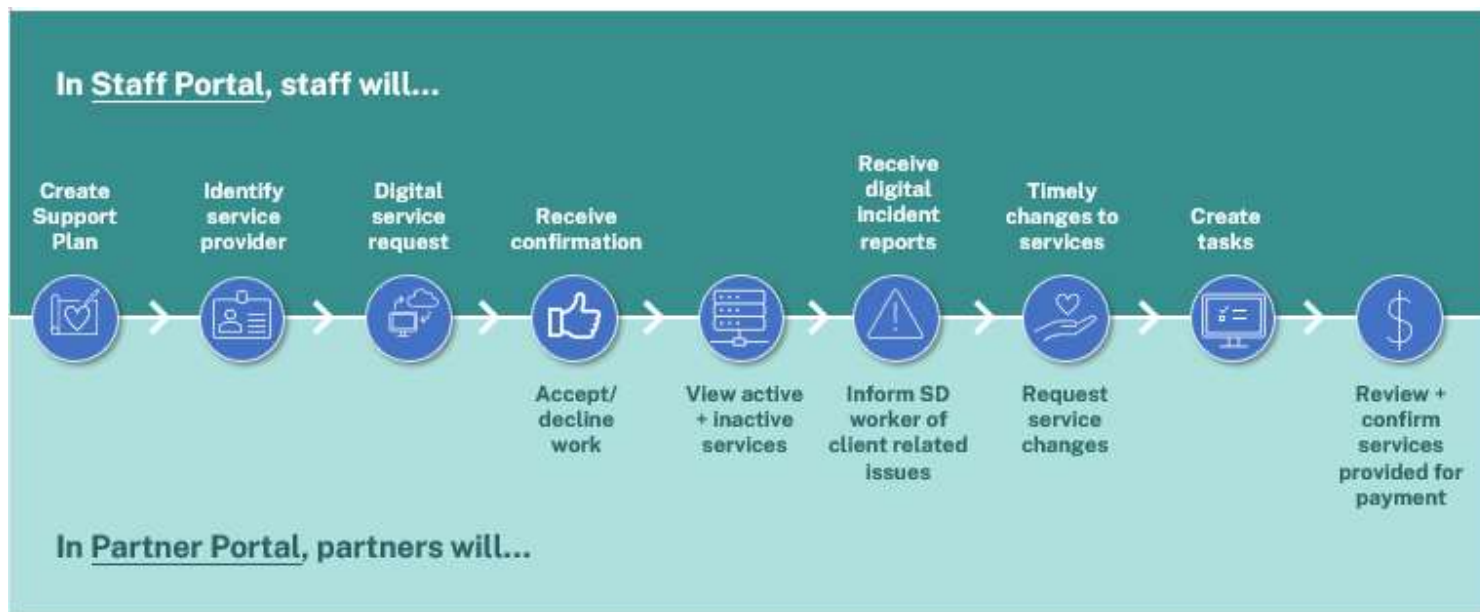 In Staff Portal, staff will...
Create
Support
Plan
Identify
service
provider
Digital
service
request
Receive
confirmation
Receive
digital
incident
reports
Timely
changes to
services
Create
tasks
Accept/
decline
work
View active
+ inactive
services
Inform SD
worker of
client related
issues
Request
service
changes
Review +
confirm
services
provided for
payment
In Partner Portal, partners will...